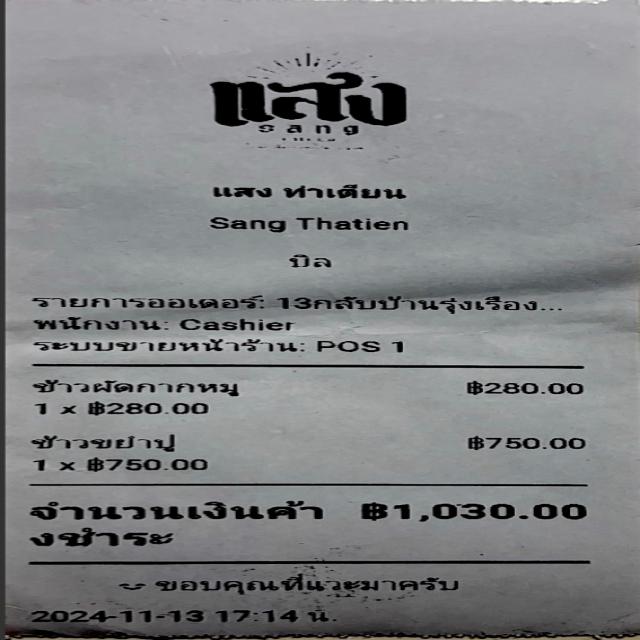 แสง
sang
แสง ท่าเตียน
Sang Thatien
บิล
รายการออเดอร์: 13กลับบ้านรุ่งเรือง...
พนักงาน: Cashier
ระบบขายหน้าร้าน: POS 1
ข้าวผัดกากหมู ฿280.00
1 x ฿280.00
ข้าวขยำปู ฿750.00
1 x ฿750.00
จำนวนเงินค้า ฿1,030.00
งชำระ
ขอบคุณที่แวะมาครับ
2024-11-13 17:14 น.